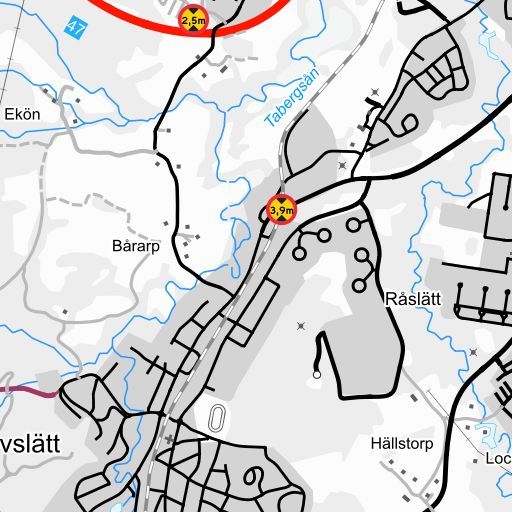 2,5m
47
Ekön
Tabergsån
3,9m
Bårarp
Råslätt
vslätt
Hällstorp
Loc